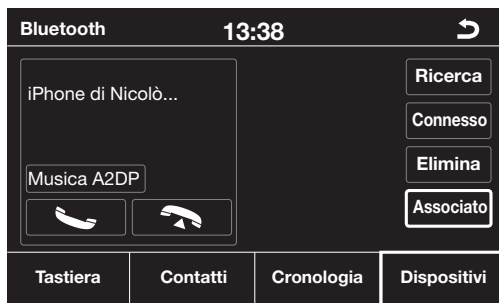 Bluetooth 13:38
iPhone di Nicolò...
Musica A2DP
Ricerca
Connesso
Elimina
Associato
Tastiera Contatti Cronologia Dispositivi